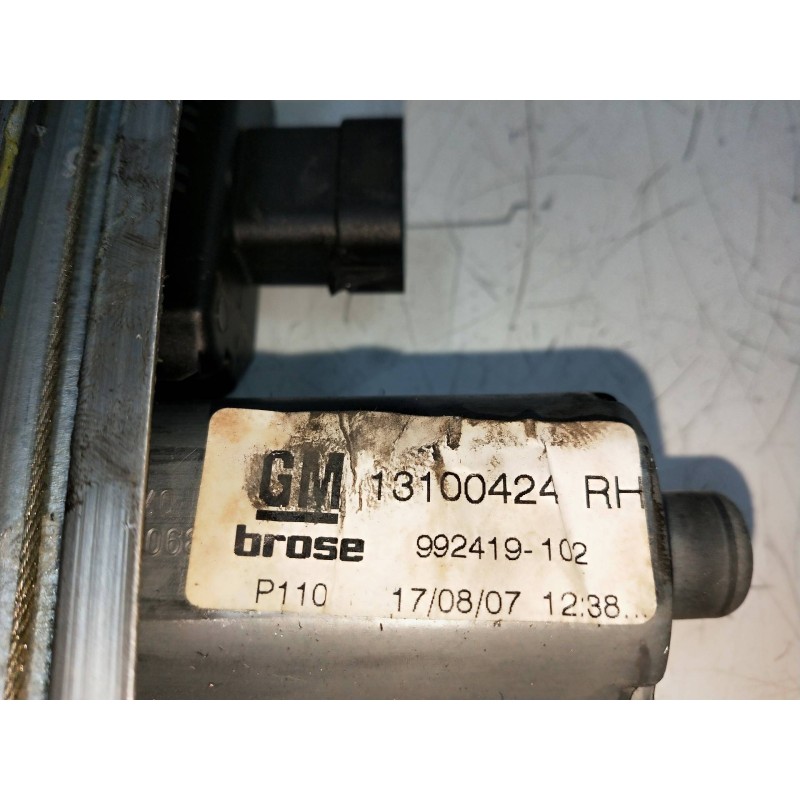 GM 13100424 RH
brose 992419-102
P110 17/08/07 12:38...